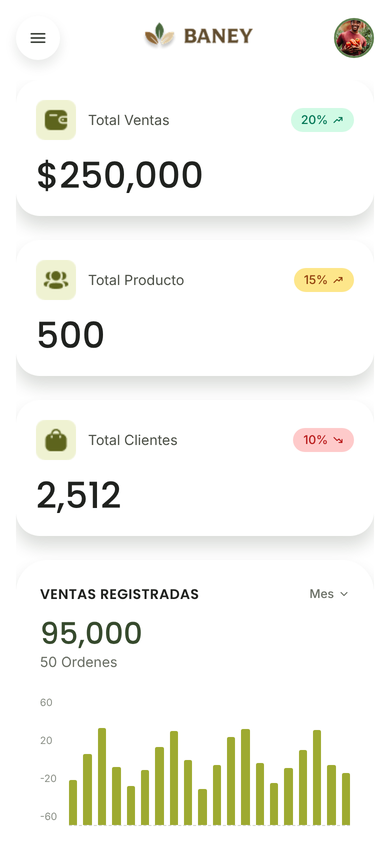 BANEY
Total Ventas
20%
$250,000
Total Producto
15%
500
Total Clientes
10%
2,512
VENTAS REGISTRADAS
Mes
95,000
50 Ordenes
60
20
-20
-60